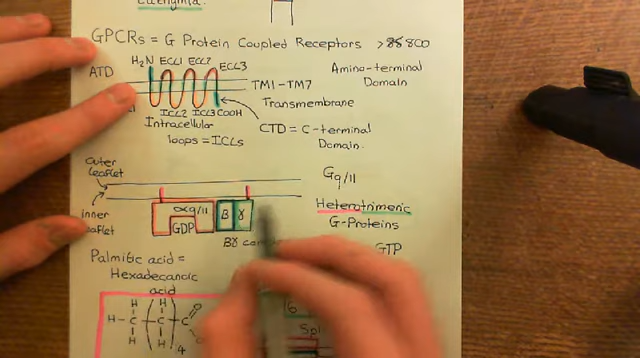 GPCRs = G Protein Coupled Receptors >85 800
ATD
H₂N ECL1 ECL2 ECL3
Amino-terminal
Domain
TM1-TM7
Transmembrane
ICL2 ICL3 COOH
Intracellular
loops = ICLs
CTD = C-terminal
Domain.
outer
leaflet
inner
leaflet
αq/11
GDP
β γ
Gq/11
Heterotrimeric
G-Proteins
GTP
βγ
Palmitic acid =
Hexadecanoic
acid
H H
H-C-(C)-C
H H
4